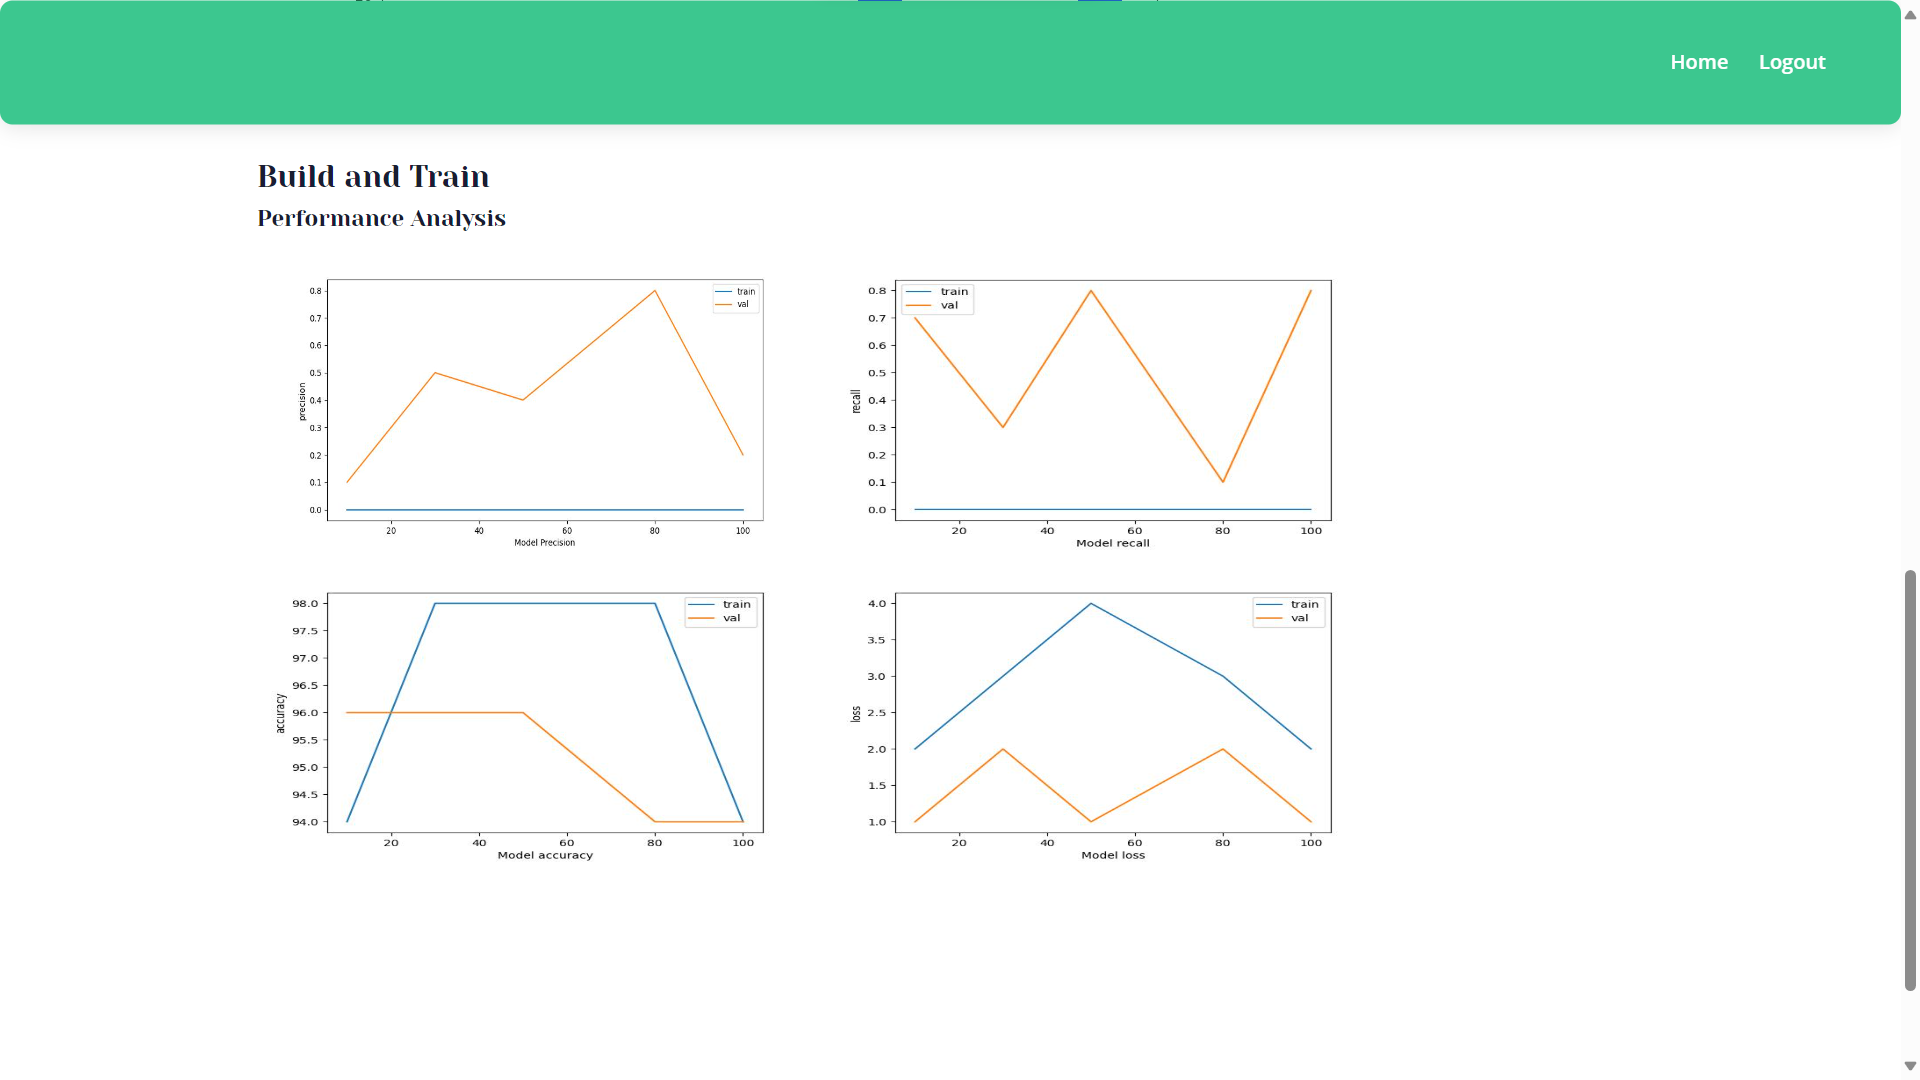 Home Logout
Build and Train
Performance Analysis
train
val
0.8
0.7
0.6
0.5
0.4
0.3
0.2
0.1
0.0
precision
20 40 60 80 100
Model Precision
train
val
0.8
0.7
0.6
0.5
0.4
0.3
0.2
0.1
0.0
recall
20 40 60 80 100
Model recall
train
val
98.0
97.5
97.0
96.5
96.0
95.5
95.0
94.5
94.0
accuracy
20 40 60 80 100
Model accuracy
train
val
4.0
3.5
3.0
2.5
2.0
1.5
1.0
loss
20 40 60 80 100
Model loss